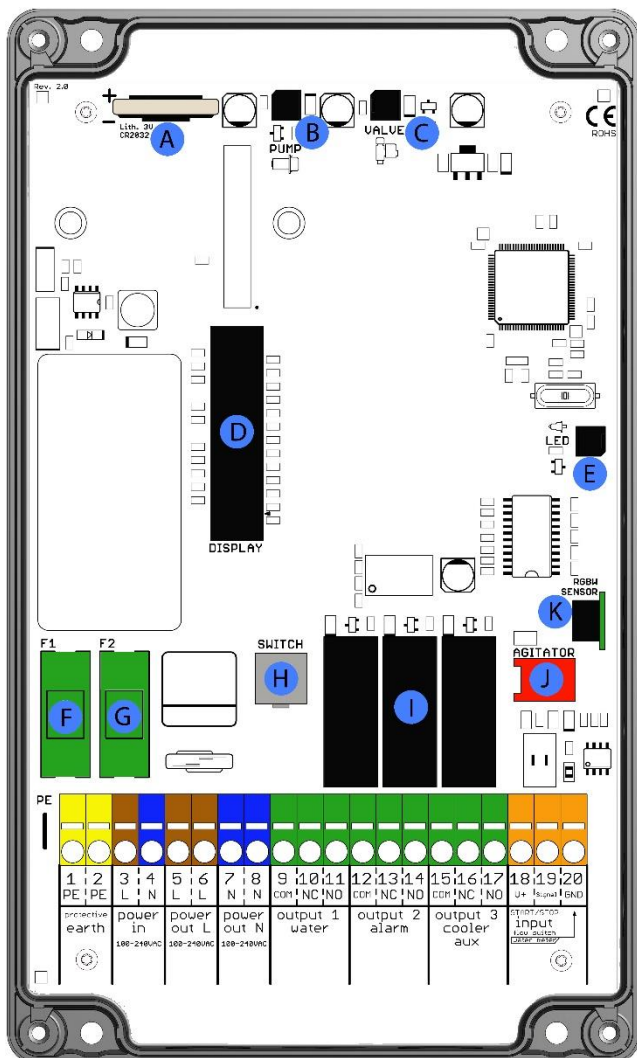 Rev. 2.0
+
−
Lith. 3V
CR2032
A
B
PUMP
VALVE
C
CE
ROHS
D
DISPLAY
LED
E
RGBW
SENSOR
K
F1
F2
SWITCH
AGITATOR
F
G
H
I
J
PE
1 2 3 4 5 6 7 8 9 10 11 12 13 14 15 16 17 18 19 20
PE PE L N L L N N COM NC NO COM NC NO COM NC NO V+ Signal GND
protective
earth
power
in
100-240VAC
power
out L
100-240VAC
power
out N
100-240VAC
output 1
water
output 2
alarm
output 3
cooler
aux
START/STOP
input
flow switch
water meter